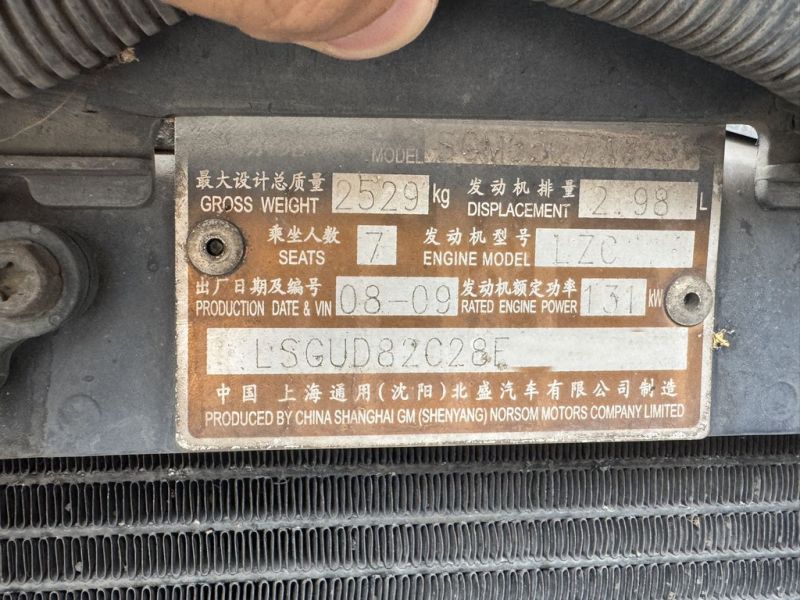 MODEL
最大设计总质量 2529 kg 发动机排量 2.98 L
GROSS WEIGHT DISPLACEMENT
乘坐人数 7 发动机型号 LZC
SEATS ENGINE MODEL
出厂日期及编号 08-09 发动机额定功率 131 kW
PRODUCTION DATE & VIN RATED ENGINE POWER
LSGUD82C28E
中国 上海通用(沈阳)北盛汽车有限公司制造
PRODUCED BY CHINA SHANGHAI GM (SHENYANG) NORSOM MOTORS COMPANY LIMITED